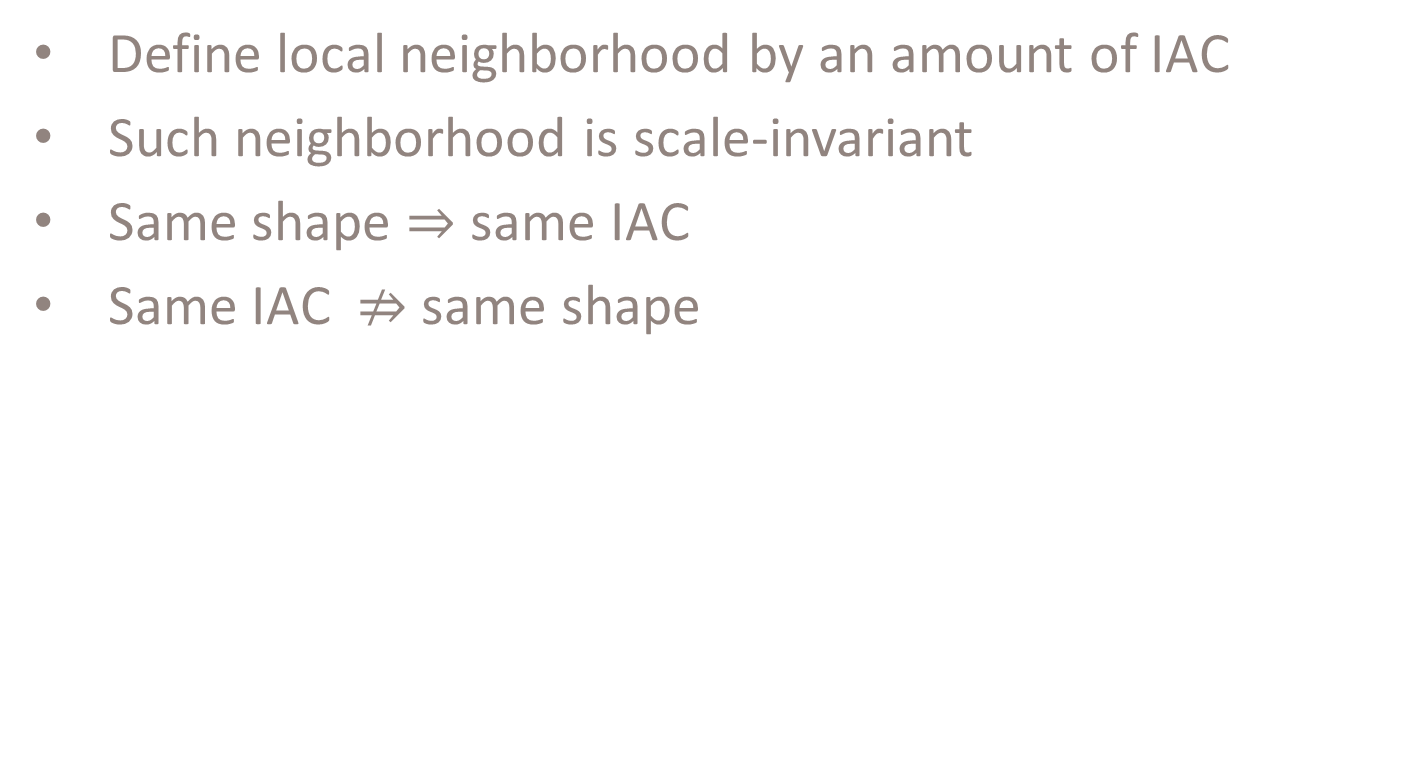 • Define local neighborhood by an amount of IAC
• Such neighborhood is scale-invariant
• Same shape ⇒ same IAC
• Same IAC ⇏ same shape